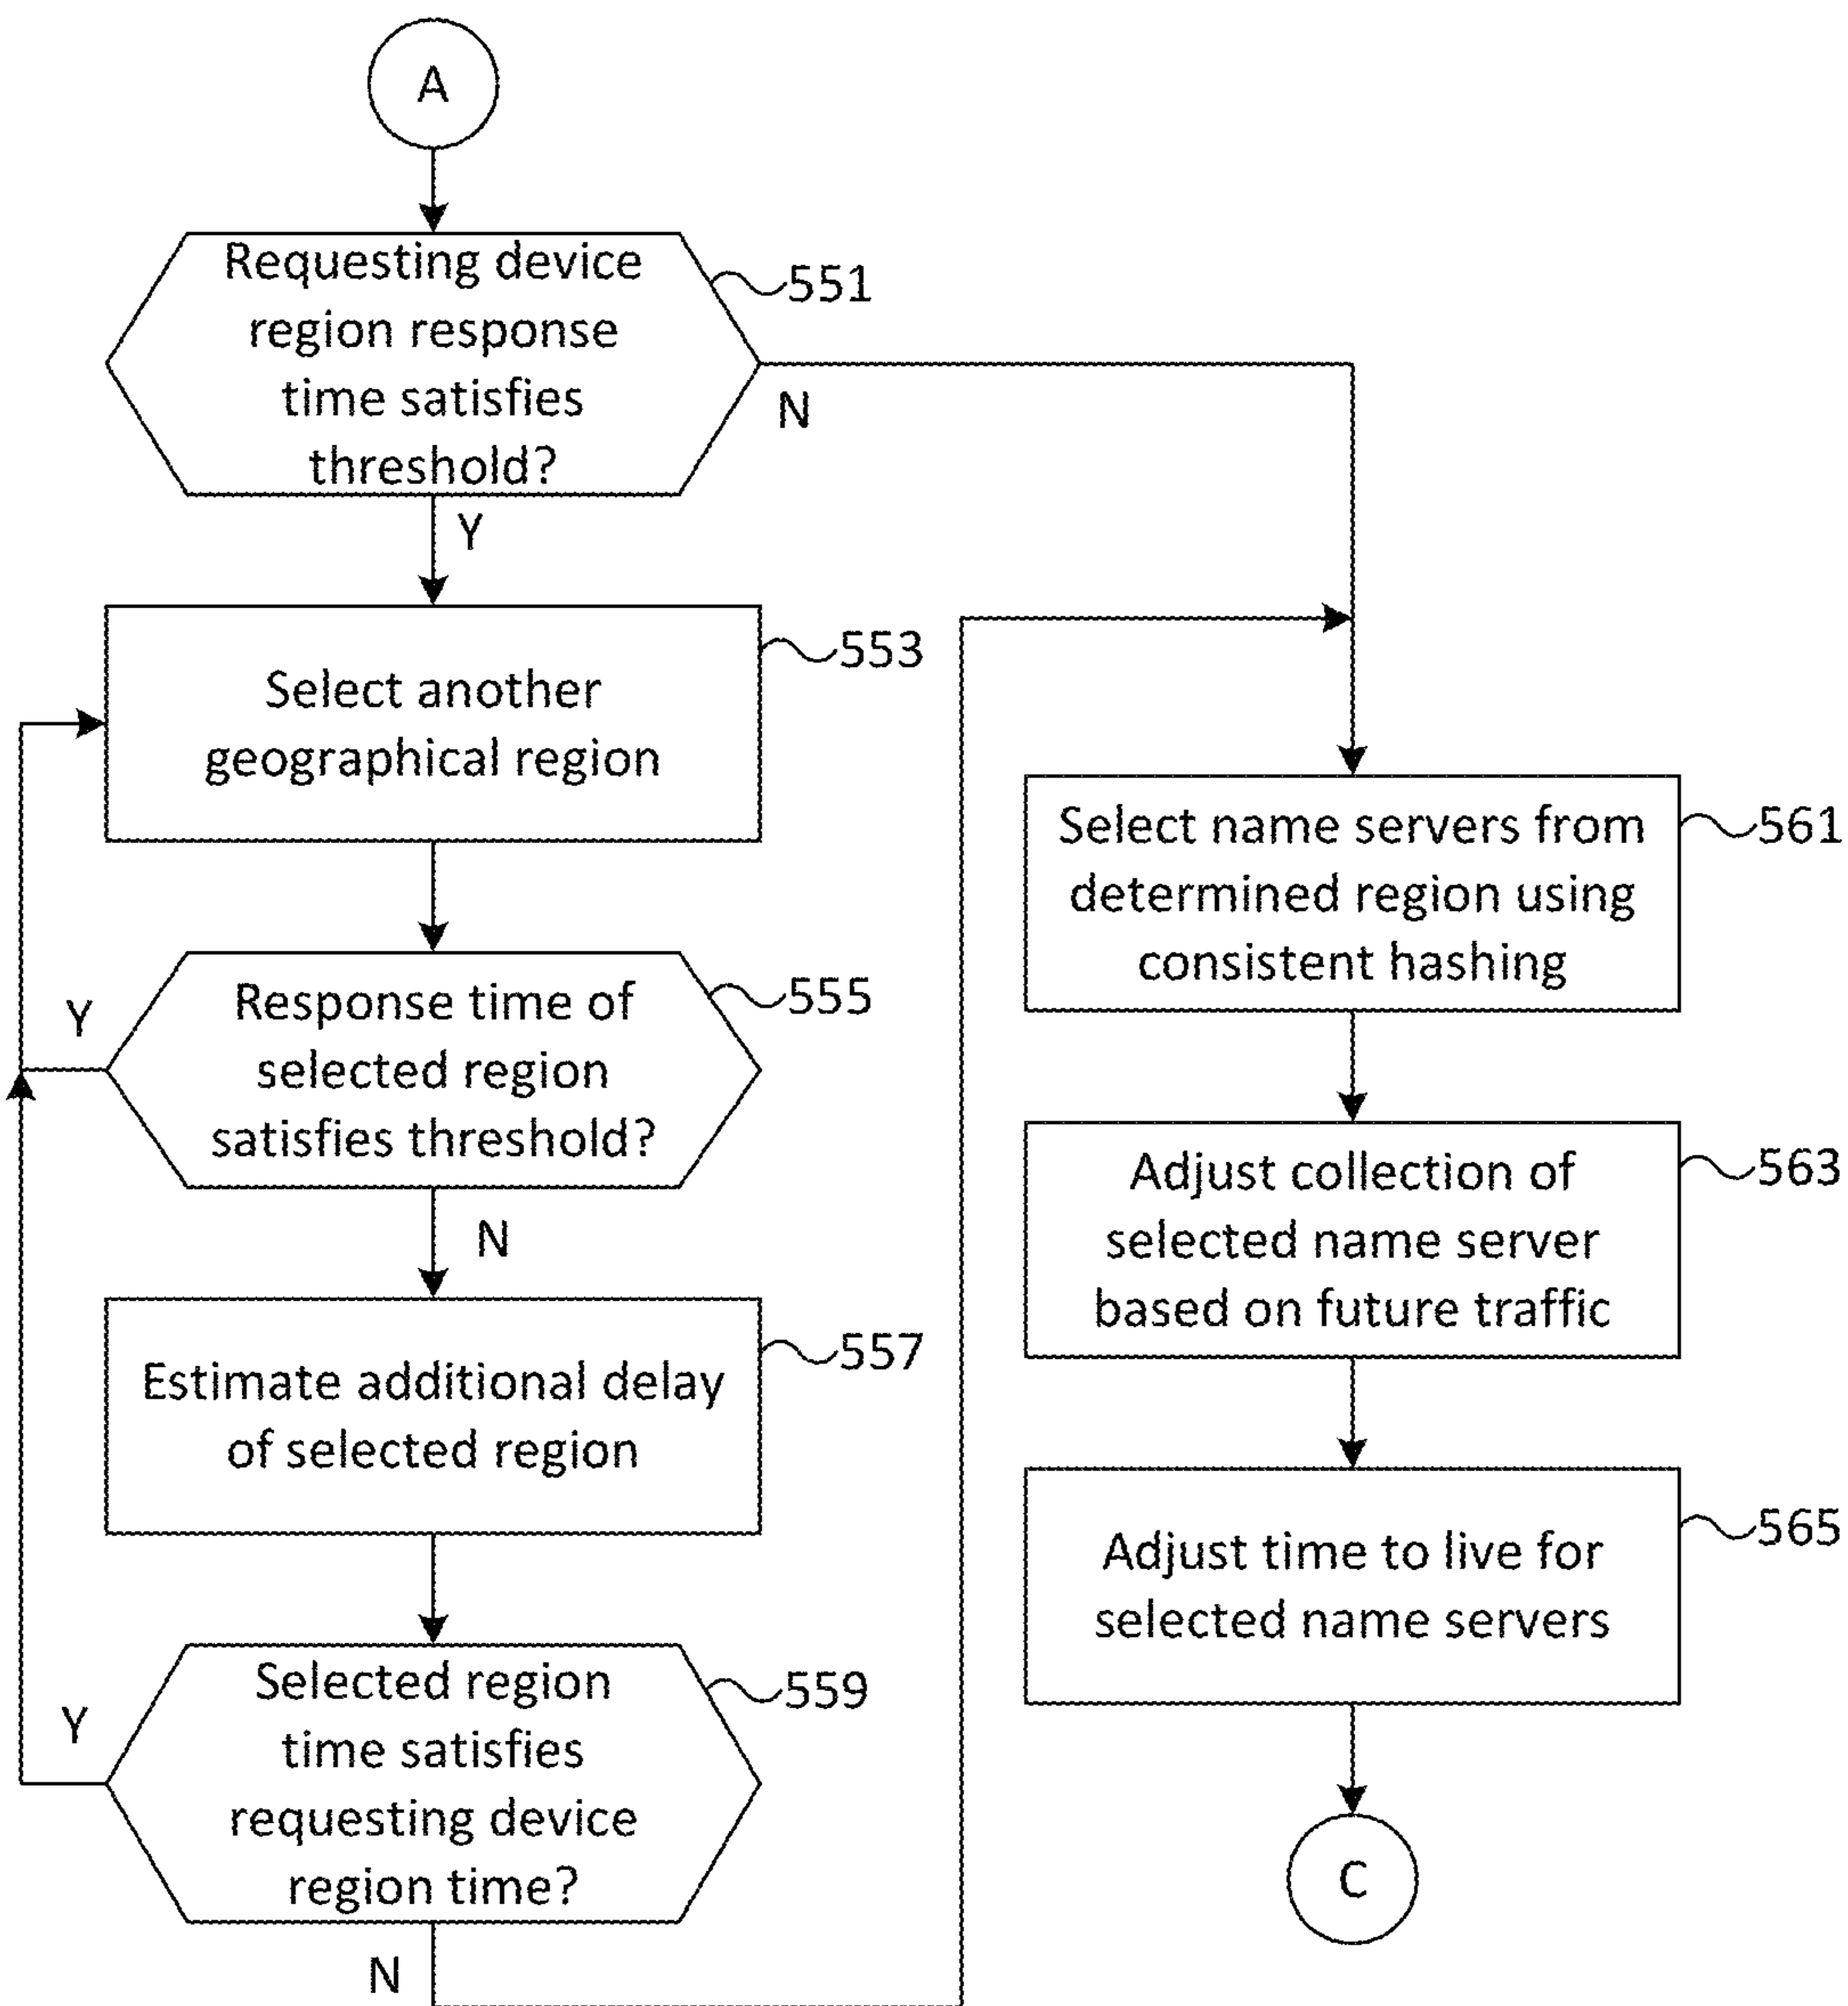 A
Requesting device
region response
time satisfies
threshold?
551
N
Y
Select another
geographical region
553
Response time of
selected region
satisfies threshold?
555
Y
N
Estimate additional delay
of selected region
557
Selected region
time satisfies
requesting device
region time?
559
Y
N
Select name servers from
determined region using
consistent hashing
561
Adjust collection of
selected name server
based on future traffic
563
Adjust time to live for
selected name servers
565
C